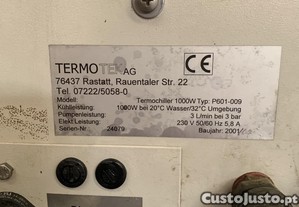 TERMOTEK AG
76437 Rastatt, Rauentaler Str. 22
Tel. 07222/5058-0
Modell: Termochiller 1000W Typ: P601-009
Kühlleistung: 1000W bei 20°C Wasser/32°C Umgebung
Pumpenleistung: 3 L/min bei 3 bar
Elekt.Leistung: 230 V 50/60 Hz 5,8 A
Serien-Nr. 24079 Baujahr: 2001
CustoJusto.pt